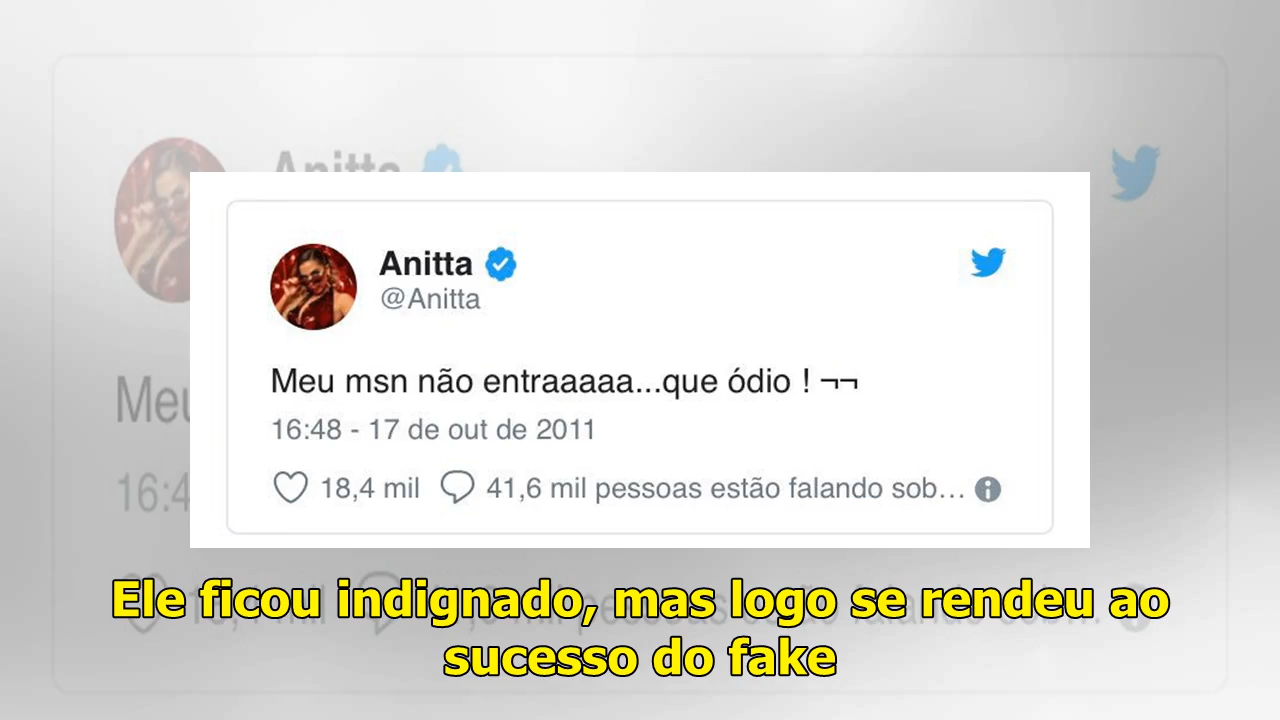 Anitta
@Anitta
Meu msn não entraaaaa...que ódio ! ¬¬
16:48 - 17 de out de 2011
18,4 mil 41,6 mil pessoas estão falando sob...
Ele ficou indignado, mas logo se rendeu ao
sucesso do fake